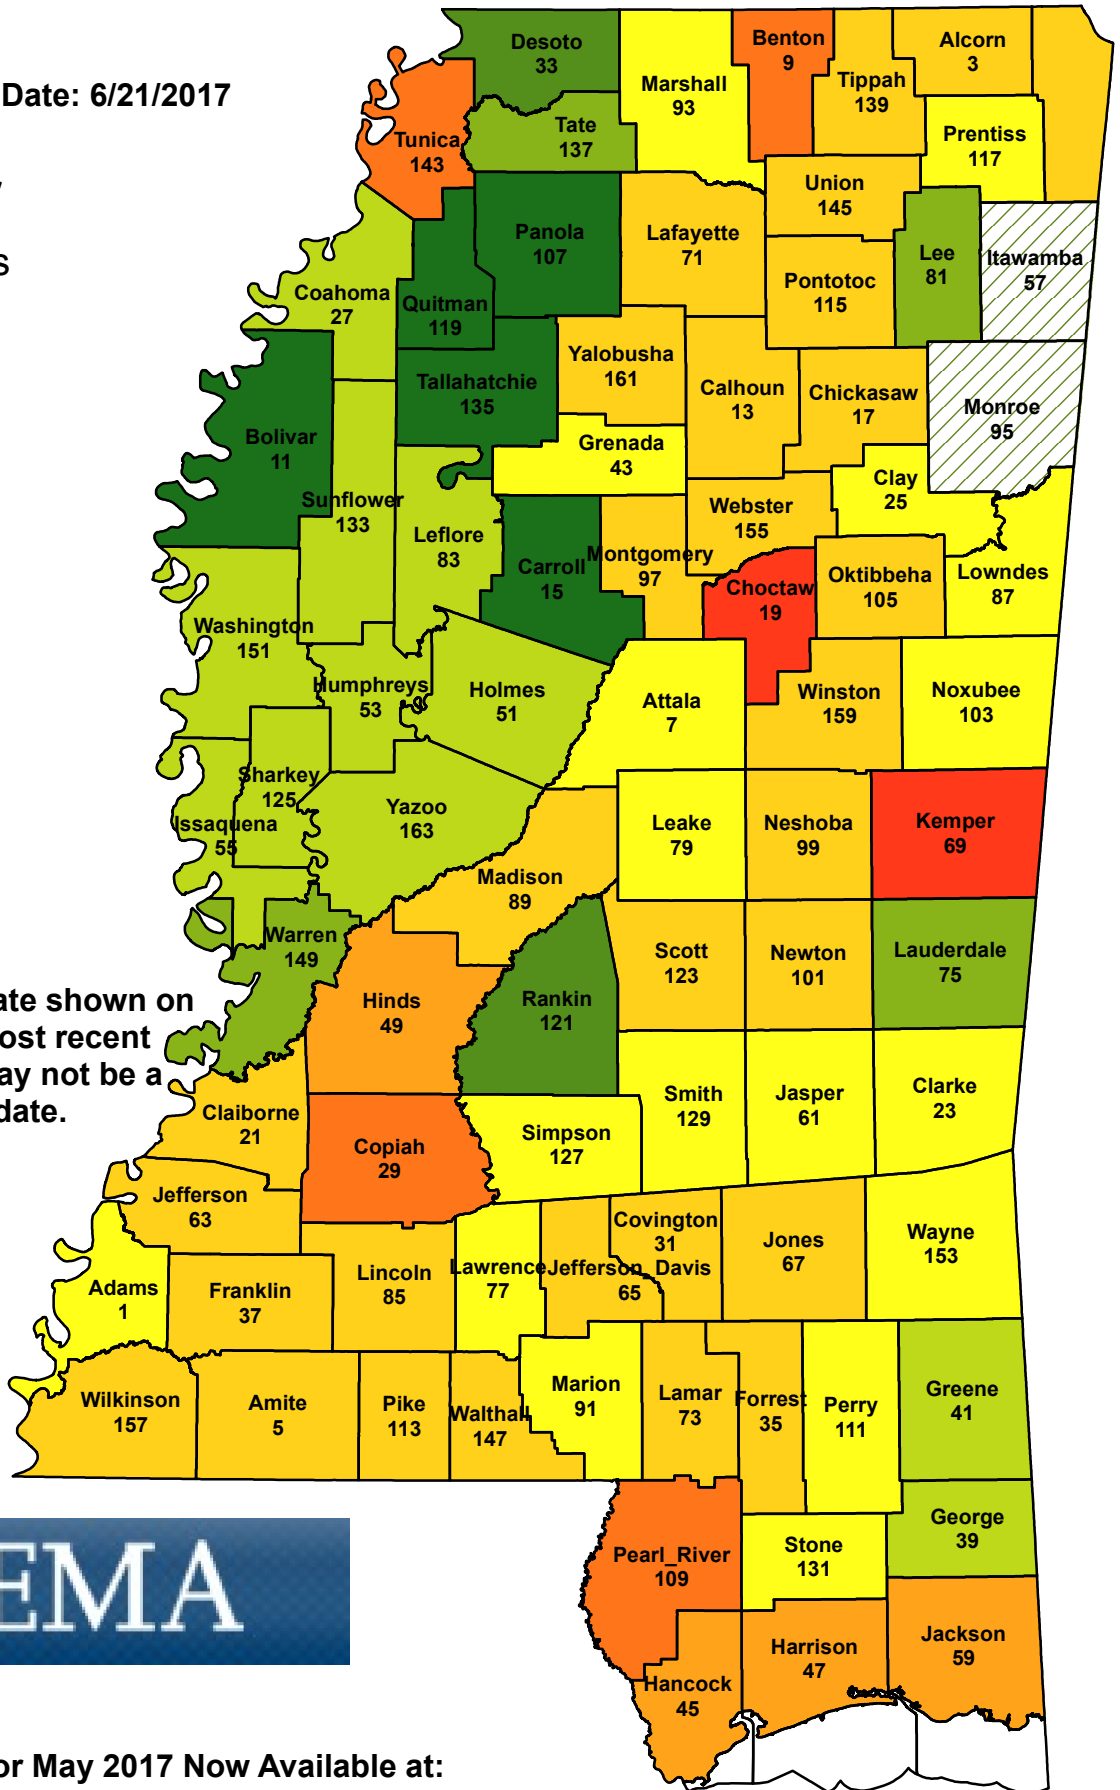 Date: 6/21/2017
s
Desoto
33
Marshall
93
Benton
9
Tippah
139
Alcorn
3
Tunica
143
Tate
137
Prentiss
117
Union
145
Panola
107
Lafayette
71
Lee
81
Itawamba
57
Pontotoc
115
Coahoma
27
Quitman
119
Yalobusha
161
Tallahatchie
135
Calhoun
13
Chickasaw
17
Monroe
95
Bolivar
11
Grenada
43
Clay
25
Sunflower
133
Webster
155
Leflore
83
Carroll
15
Montgomery
97
Choctaw
19
Oktibbeha
105
Lowndes
87
Washington
151
Humphreys
53
Holmes
51
Attala
7
Winston
159
Noxubee
103
Sharkey
125
Issaquena
55
Yazoo
163
Leake
79
Neshoba
99
Kemper
69
Madison
89
Warren
149
Scott
123
Newton
101
Lauderdale
75
Hinds
49
Rankin
121
ate shown on
ost recent
ay not be a
date.
Smith
129
Jasper
61
Clarke
23
Claiborne
21
Copiah
29
Simpson
127
Jefferson
63
Covington
31
Jones
67
Wayne
153
Adams
1
Franklin
37
Lincoln
85
Lawrence
77
Jefferson_Davis
65
Wilkinson
157
Amite
5
Pike
113
Walthall
147
Marion
91
Lamar
73
Forrest
35
Perry
111
Greene
41
George
39
Pearl_River
109
Stone
131
EMA
Hancock
45
Harrison
47
Jackson
59
or May 2017 Now Available at: